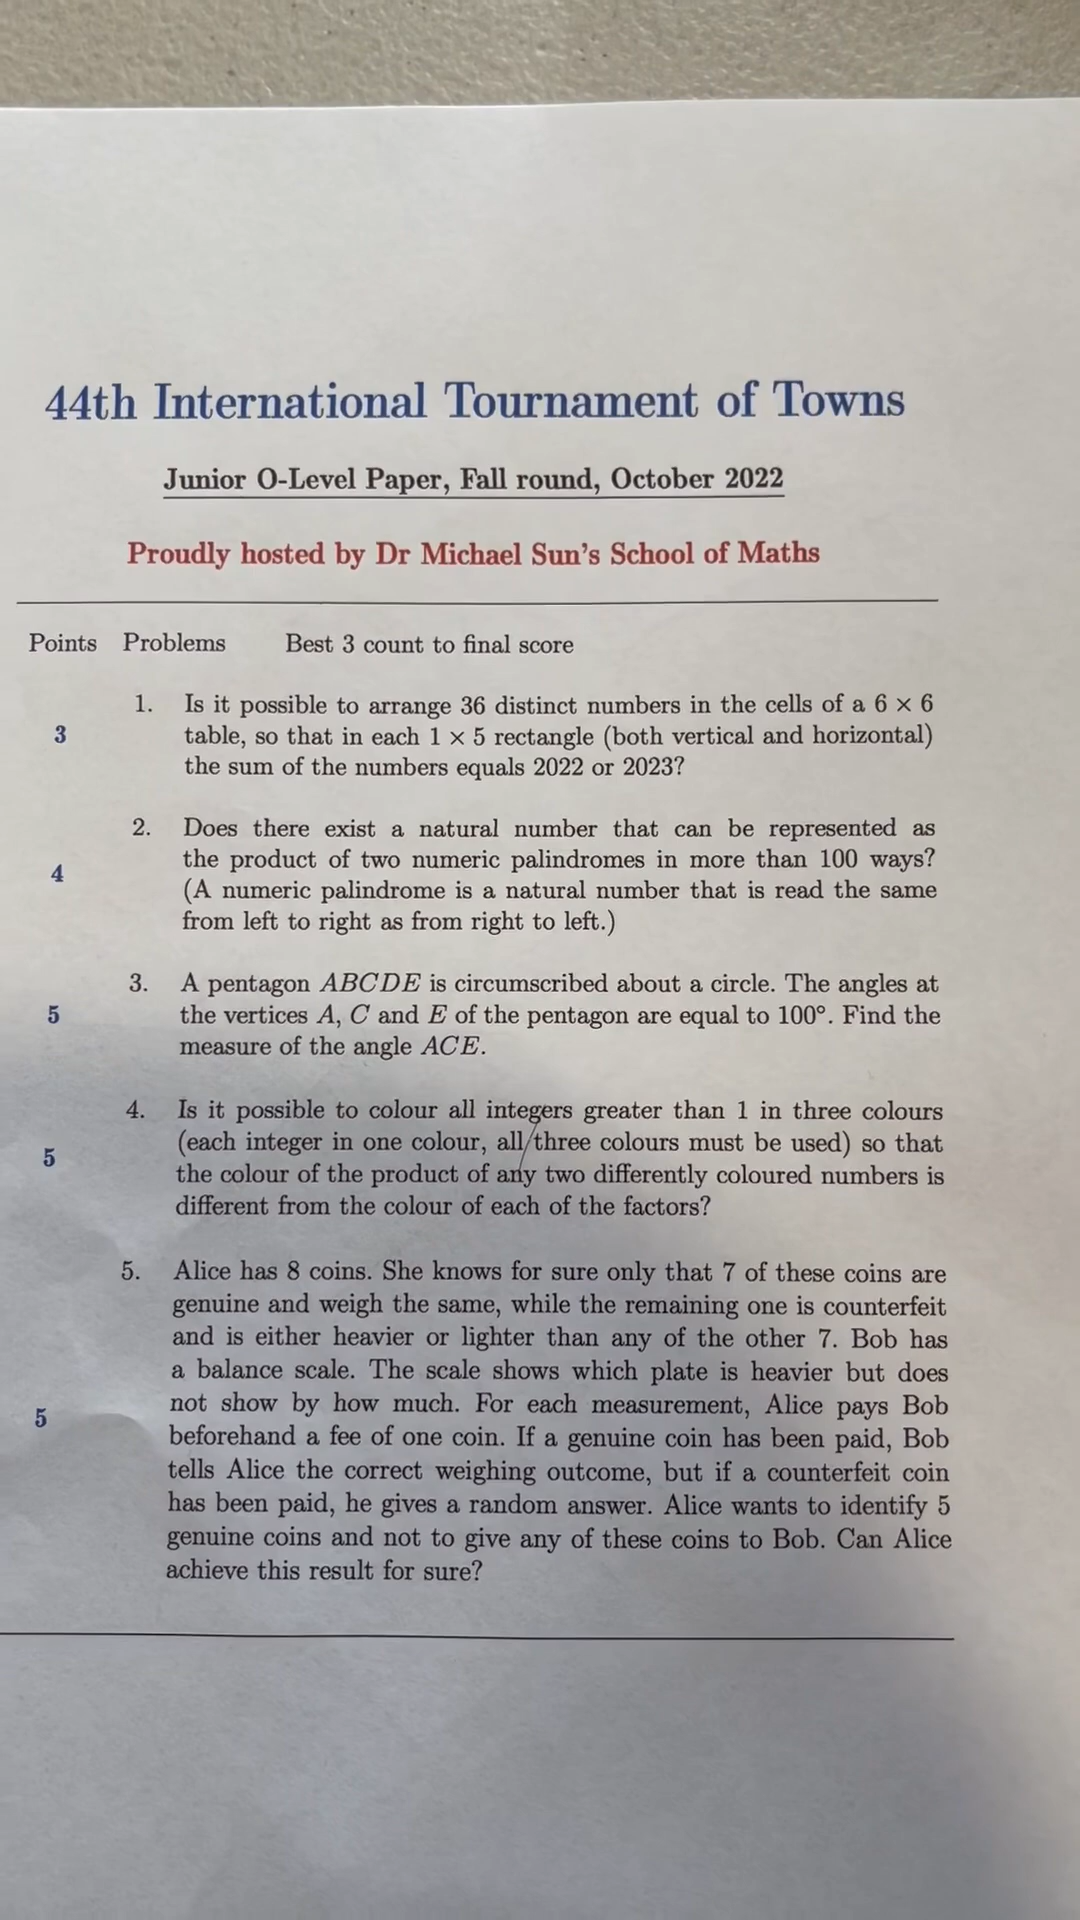 44th International Tournament of Towns
Junior O-Level Paper, Fall round, October 2022
Proudly hosted by Dr Michael Sun's School of Maths
Points Problems Best 3 count to final score
1. Is it possible to arrange 36 distinct numbers in the cells of a 6 × 6
3 table, so that in each 1 × 5 rectangle (both vertical and horizontal)
the sum of the numbers equals 2022 or 2023?
2. Does there exist a natural number that can be represented as
the product of two numeric palindromes in more than 100 ways?
4 (A numeric palindrome is a natural number that is read the same
from left to right as from right to left.)
3. A pentagon ABCDE is circumscribed about a circle. The angles at
5 the vertices A, C and E of the pentagon are equal to 100°. Find the
measure of the angle ACE.
4. Is it possible to colour all integers greater than 1 in three colours
5 (each integer in one colour, all three colours must be used) so that
the colour of the product of any two differently coloured numbers is
different from the colour of each of the factors?
5. Alice has 8 coins. She knows for sure only that 7 of these coins are
genuine and weigh the same, while the remaining one is counterfeit
and is either heavier or lighter than any of the other 7. Bob has
a balance scale. The scale shows which plate is heavier but does
5 not show by how much. For each measurement, Alice pays Bob
beforehand a fee of one coin. If a genuine coin has been paid, Bob
tells Alice the correct weighing outcome, but if a counterfeit coin
has been paid, he gives a random answer. Alice wants to identify 5
genuine coins and not to give any of these coins to Bob. Can Alice
achieve this result for sure?